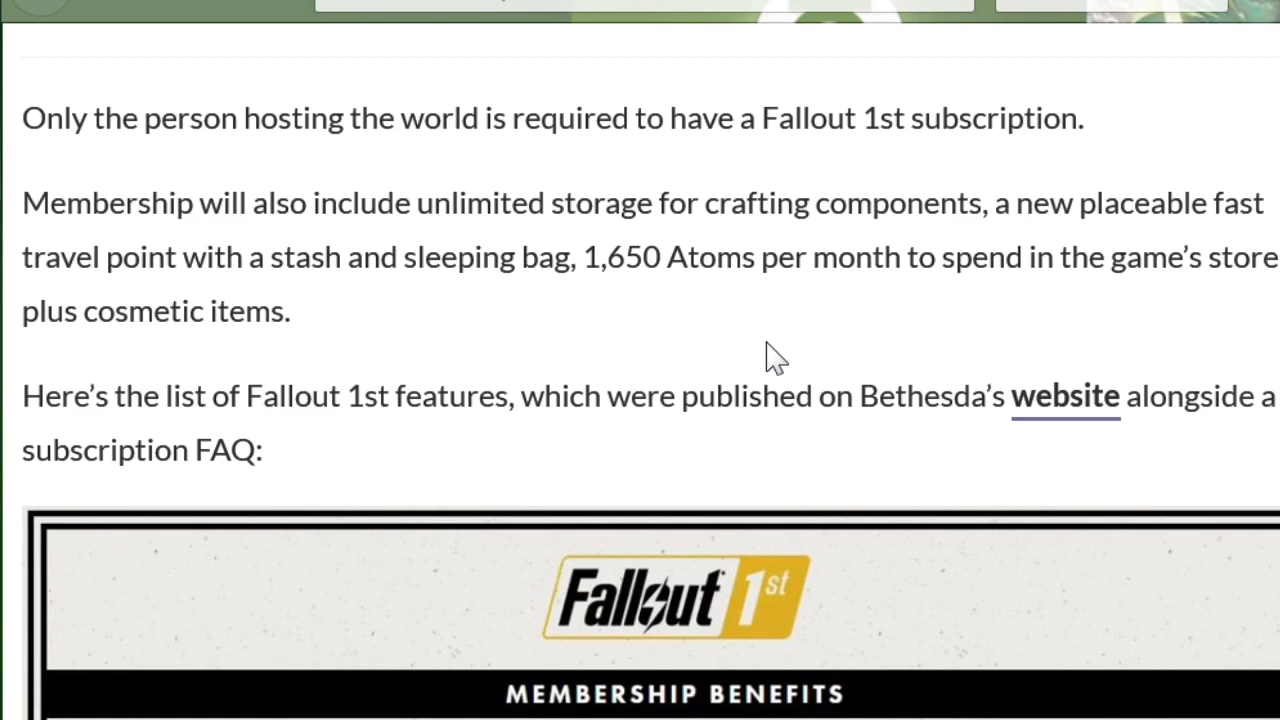 Only the person hosting the world is required to have a Fallout 1st subscription.
Membership will also include unlimited storage for crafting components, a new placeable fast
travel point with a stash and sleeping bag, 1,650 Atoms per month to spend in the game’s store
plus cosmetic items.
Here’s the list of Fallout 1st features, which were published on Bethesda’s website alongside a
subscription FAQ:
Fallout 1st
MEMBERSHIP BENEFITS